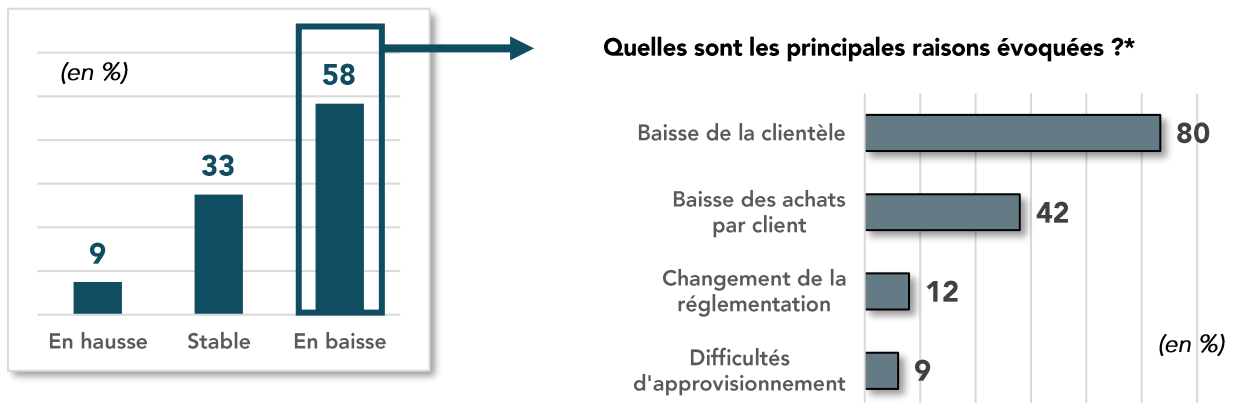 (en %)
58
33
9
En hausse
Stable
En baisse
Quelles sont les principales raisons évoquées ?*
Baisse de la clientèle
80
Baisse des achats
par client
42
Changement de la
réglementation
12
Difficultés
d'approvisionnement
9
(en %)